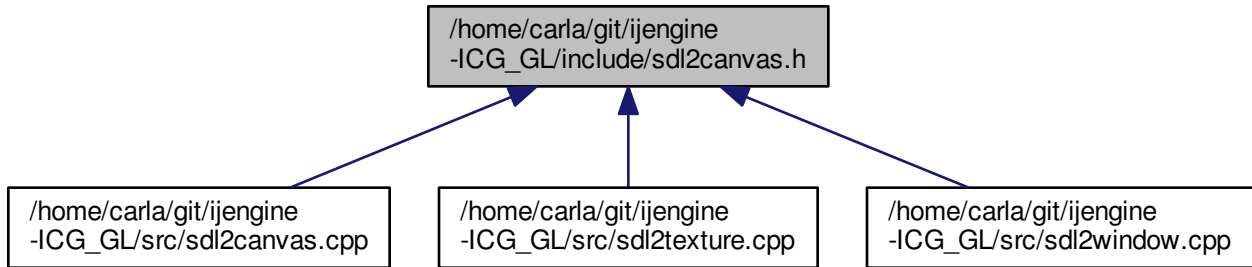 /home/carla/git/ijengine
-ICG_GL/include/sdl2canvas.h
/home/carla/git/ijengine
-ICG_GL/src/sdl2canvas.cpp
/home/carla/git/ijengine
-ICG_GL/src/sdl2texture.cpp
/home/carla/git/ijengine
-ICG_GL/src/sdl2window.cpp